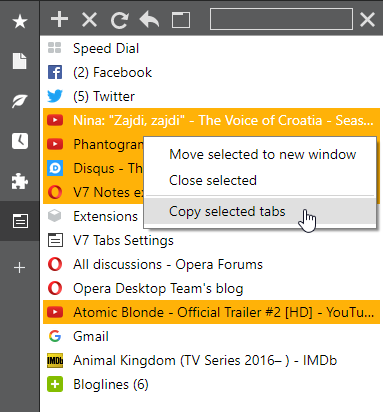 Speed Dial
(2) Facebook
(5) Twitter
Nina: "Zajdi, zajdi" - The Voice of Croatia - Seas...
Phantogram
Move selected to new window
Disqus - Th
Close selected
V7 Notes ex
Extensions
Copy selected tabs
V7 Tabs Settings
All discussions - Opera Forums
Opera Desktop Team's blog
Atomic Blonde - Official Trailer #2 [HD] - YouTu...
Gmail
IMDb Animal Kingdom (TV Series 2016– ) - IMDb
Bloglines (6)